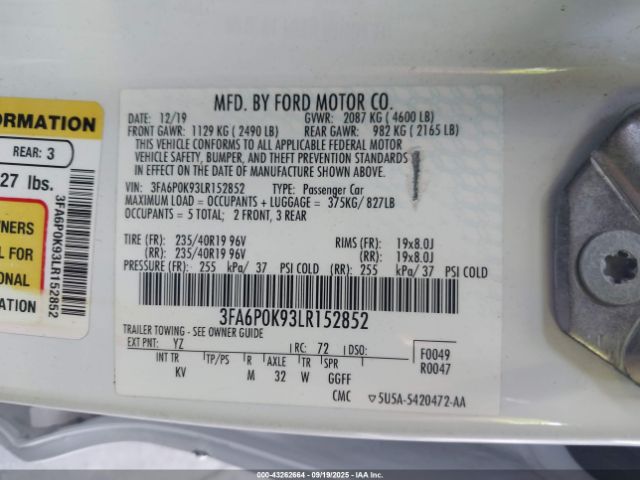 MFD. BY FORD MOTOR CO.
DATE: 12/19 GVWR: 2087 KG ( 4600 LB)
FRONT GAWR: 1129 KG ( 2490 LB) REAR GAWR: 982 KG ( 2165 LB)
THIS VEHICLE CONFORMS TO ALL APPLICABLE FEDERAL MOTOR
VEHICLE SAFETY, BUMPER, AND THEFT PREVENTION STANDARDS
IN EFFECT ON THE DATE OF MANUFACTURE SHOWN ABOVE.
VIN: 3FA6P0K93LR152852 TYPE: Passenger Car
MAXIMUM LOAD = OCCUPANTS + LUGGAGE = 375KG/ 827LB
OCCUPANTS = 5 TOTAL; 2 FRONT, 3 REAR
TIRE (FR): 235/40R19 96V RIMS (FR): 19x8.0J
(RR): 235/40R19 96V (RR): 19x8.0J
PRESSURE (FR): 255 kPa/ 37 PSI COLD (RR): 255 kPa/ 37 PSI COLD
3FA6P0K93LR152852
TRAILER TOWING - SEE OWNER GUIDE
EXT PNT: YZ RC: 72 DSO: F0049
INT TR TP/PS R AXLE TR SPR R0047
KV M 32 W GGFF
CMC ▽5U5A-5420472-AA
ORMATION
REAR: 3
27 lbs.
3FA6P0K93LR152852
WNERS
L FOR
ONAL
ATION
000-43262664 | 09/19/2025 | IAAI.COM